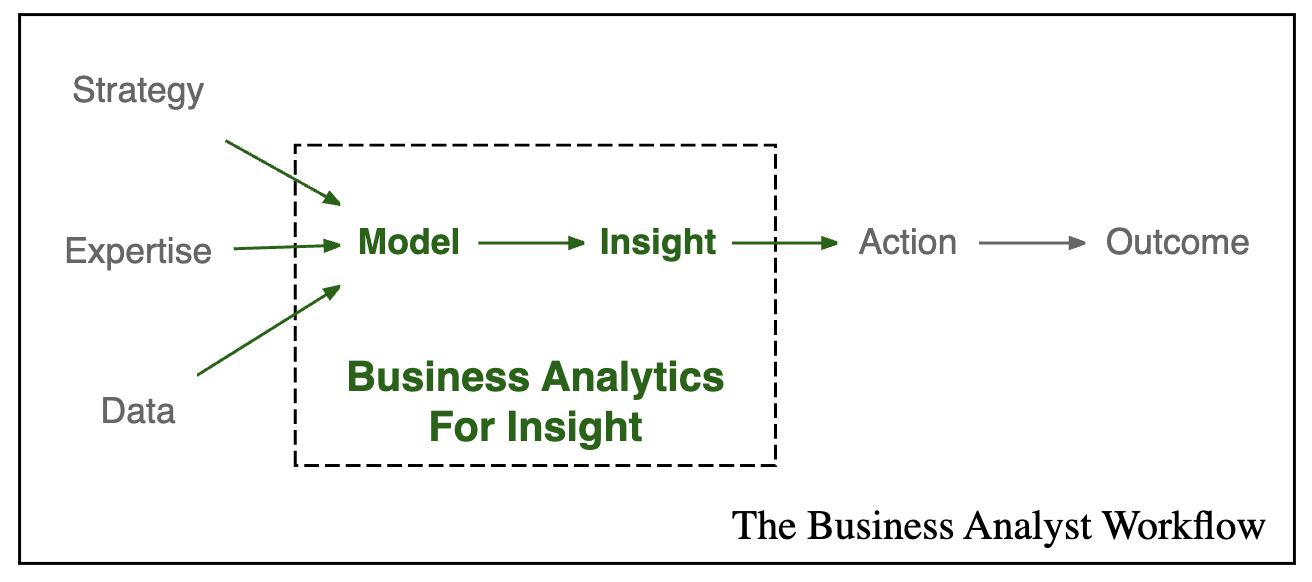 Strategy
Expertise
Data
Model
Insight
Action
Outcome
Business Analytics
For Insight
The Business Analyst Workflow